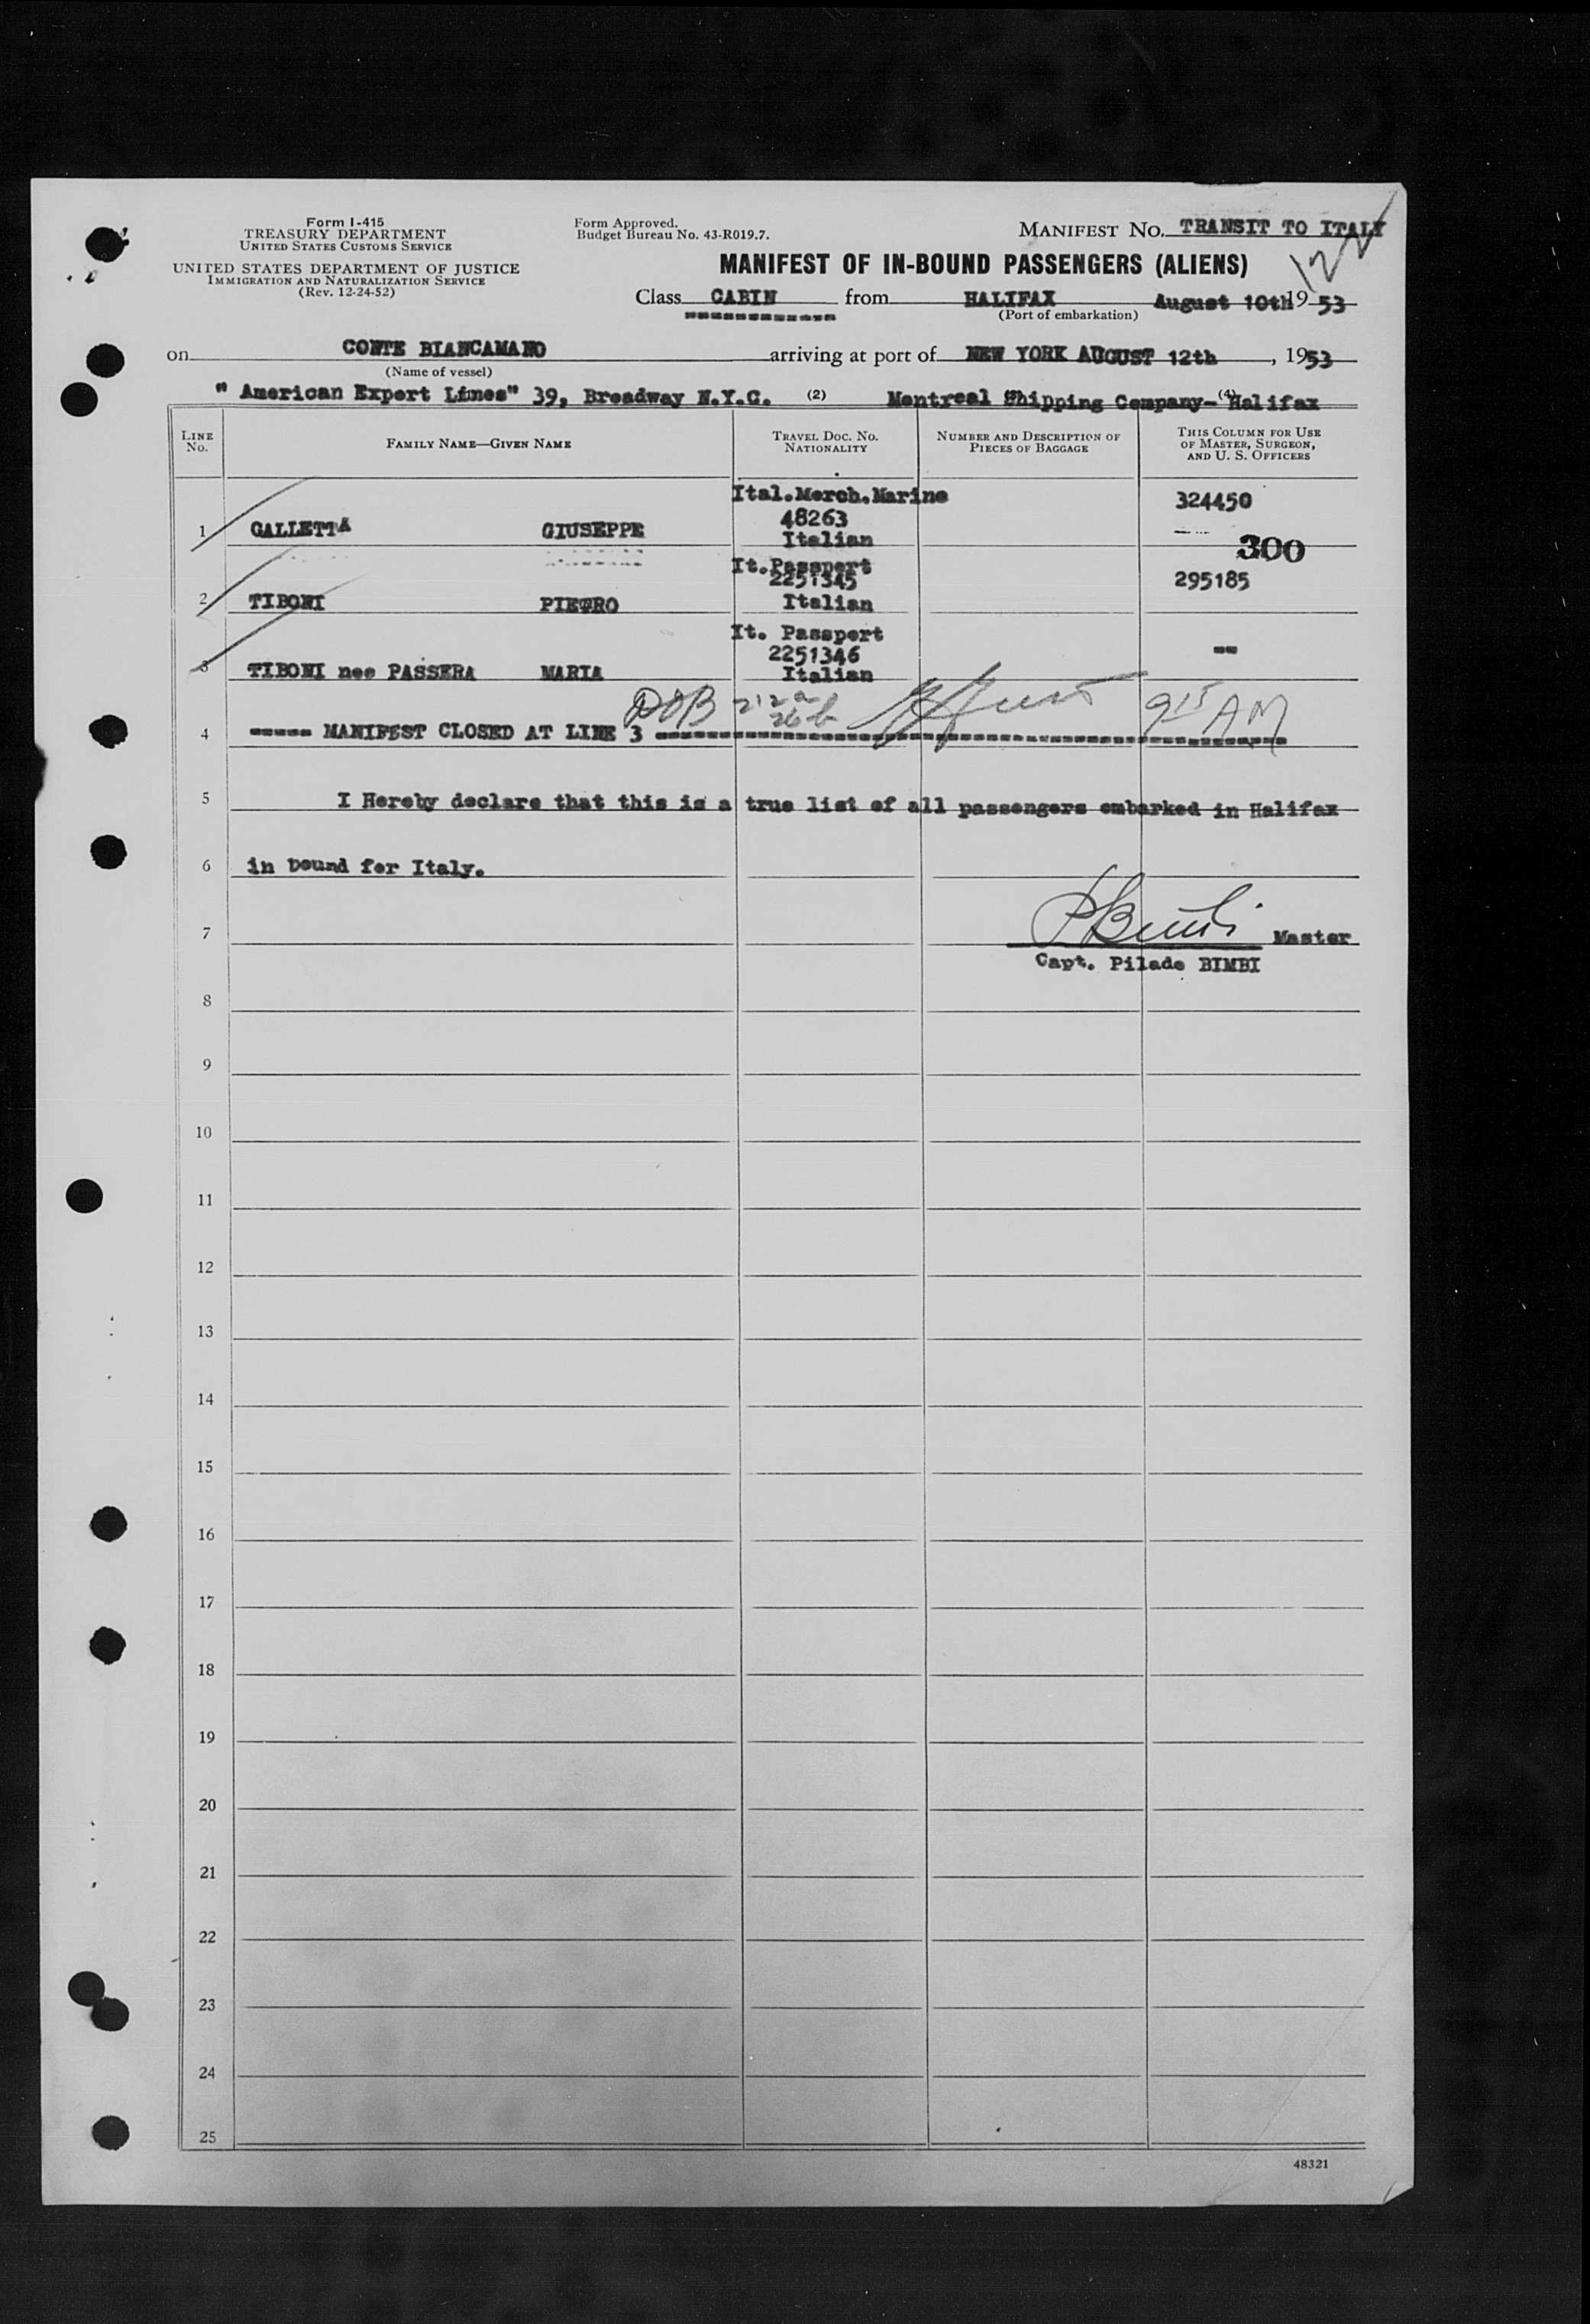 Form I-415
TREASURY DEPARTMENT
UNITED STATES CUSTOMS SERVICE
UNITED STATES DEPARTMENT OF JUSTICE
IMMIGRATION AND NATURALIZATION SERVICE
(Rev. 12-24-52)
Form Approved.
Budget Bureau No. 43-R019.7.
MANIFEST No. TRANSIT TO ITALY
12
MANIFEST OF IN-BOUND PASSENGERS (ALIENS)
Class CABIN from HALIFAX August 10th 1953
(Port of embarkation)
on CONTE BIANCAMANO arriving at port of NEW YORK AUGUST 12th, 1953
(Name of vessel)
" American Export Lines" 39, Broadway N.Y.C. (2) Montreal Shipping Company- (4) Halifax
LINE No. FAMILY NAME—GIVEN NAME TRAVEL DOC. NO. NATIONALITY NUMBER AND DESCRIPTION OF PIECES OF BAGGAGE THIS COLUMN FOR USE OF MASTER, SURGEON, AND U. S. OFFICERS
Ital.Merch.Marine 324450
48263
1 GALLETTA GIUSEPPE Italian
300
It.Passport
2251345 295185
2 TIBONI PIETRO Italian
It. Passport
2251346 --
3 TIBONI nee PASSERA MARIA Italian
9 15 AM
4 ----- MANIFEST CLOSED AT LINE 3 -----
5 I Hereby declare that this is a true list of all passengers embarked in Halifax
6 in bound for Italy.
7 PBimbi Master
Capt. Pilade BIMBI
8
9
10
11
12
13
14
15
16
17
18
19
20
21
22
23
24
25
48321